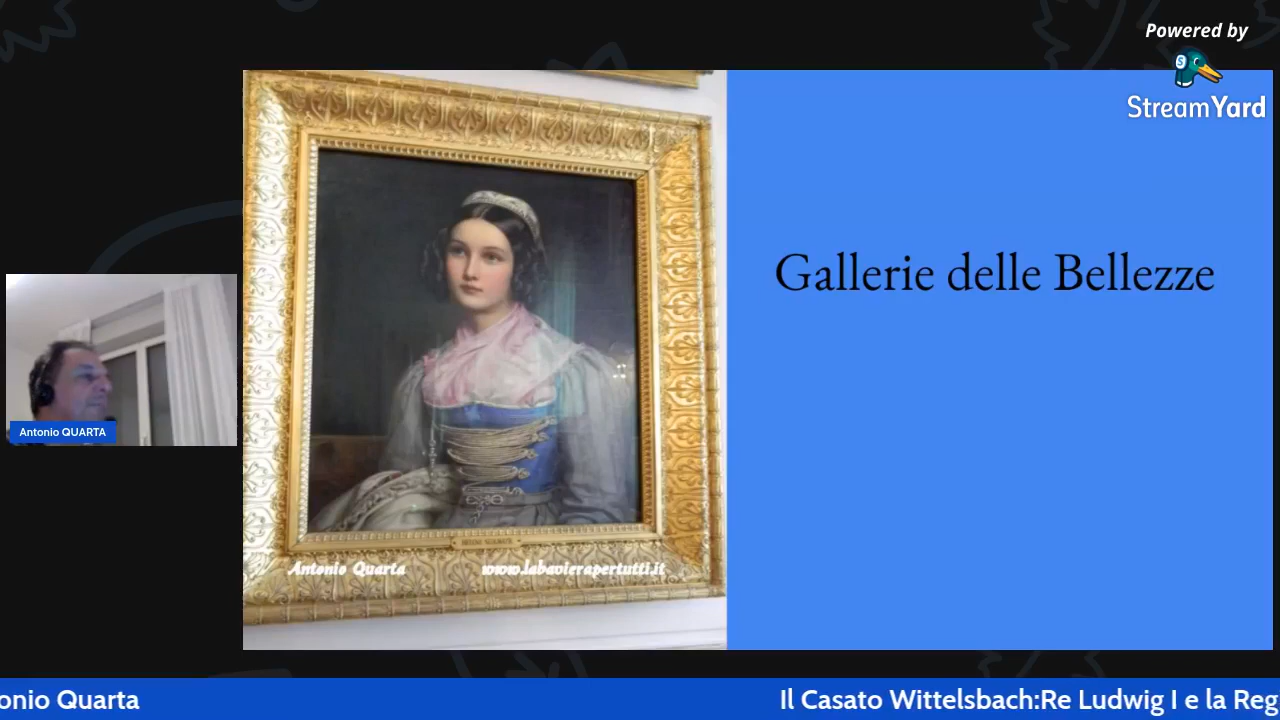 Powered by
StreamYard
Gallerie delle Bellezze
Antonio QUARTA
Antonio Quarta
www.labavierapertutti.it
onio Quarta
Il Casato Wittelsbach:Re Ludwig I e la Reg